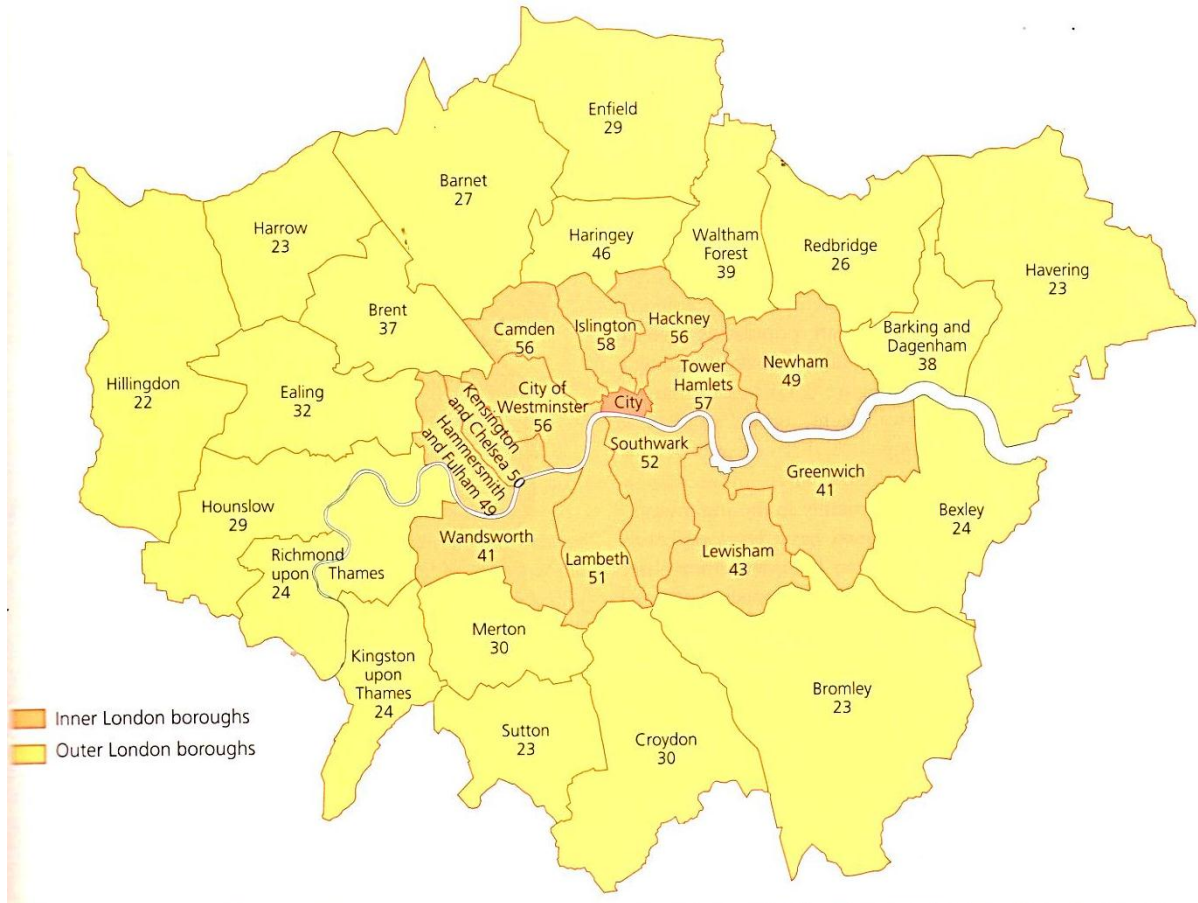 Enfield
29
Barnet
27
Harrow
23
Haringey
46
Waltham
Forest
39
Redbridge
26
Havering
23
Brent
37
Camden
56
Islington
58
Hackney
56
Barking and
Dagenham
38
Newham
49
Tower
Hamlets
57
Hillingdon
22
Ealing
32
City of
Westminster
56
City
Kensington
and Chelsea 50
Hammersmith
and Fulham 49
Southwark
52
Greenwich
41
Hounslow
29
Bexley
24
Wandsworth
41
Lambeth
51
Lewisham
43
Richmond
upon Thames
24
Merton
30
Kingston
upon
Thames
24
Bromley
23
Sutton
23
Croydon
30
Inner London boroughs
Outer London boroughs